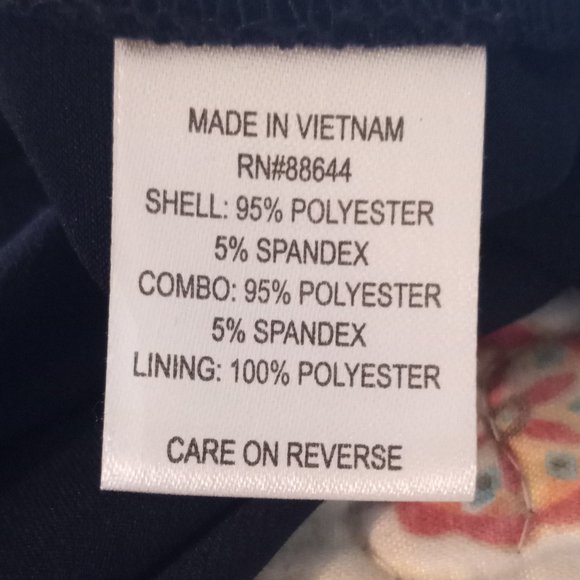 MADE IN VIETNAM
RN#88644
SHELL: 95% POLYESTER
5% SPANDEX
COMBO: 95% POLYESTER
5% SPANDEX
LINING: 100% POLYESTER
CARE ON REVERSE